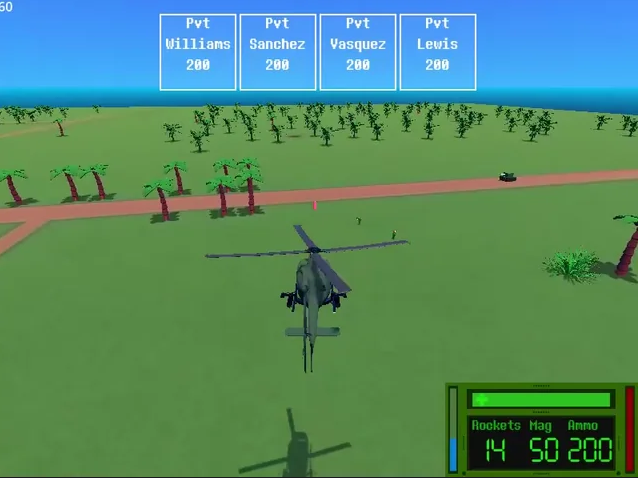 60
Pvt Pvt Pvt Pvt
Williams Sanchez Vasquez Lewis
200 200 200 200
Rockets Mag Ammo
14 50 200